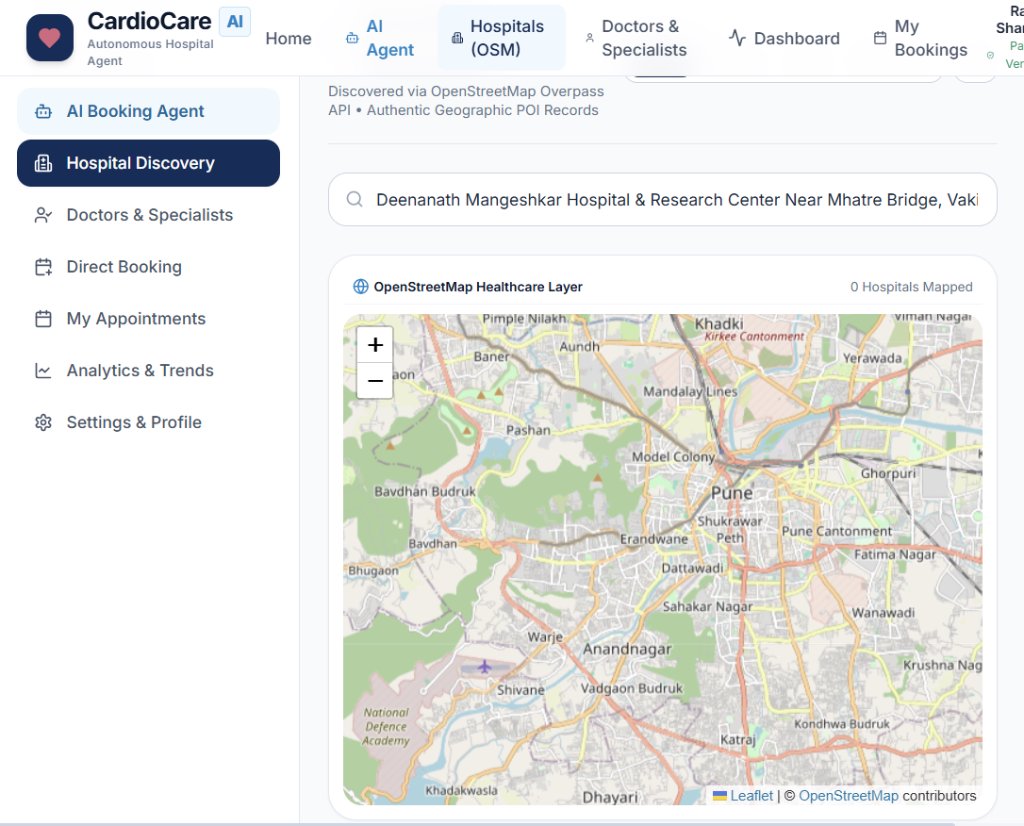 CardioCare AI
Autonomous Hospital
Agent
Home
AI
Agent
Hospitals
(OSM)
Doctors &
Specialists
Dashboard
My
Bookings
AI Booking Agent
Hospital Discovery
Doctors & Specialists
Direct Booking
My Appointments
Analytics & Trends
Settings & Profile
Discovered via OpenStreetMap Overpass
API • Authentic Geographic POI Records
Deenanath Mangeshkar Hospital & Research Center Near Mhatre Bridge, Vaki
OpenStreetMap Healthcare Layer
0 Hospitals Mapped
+
−
Pimple Nilakh
Khadki
Viman Nagar
Kirkee Cantonment
Aundh
Baner
Yerawada
Mandalay Lines
Pashan
Model Colony
Ghorpuri
Bavdhan Budruk
Pune
Shukrawar
Peth
Pune Cantonment
Erandwane
Bavdhan
Fatima Nagar
Bhugaon
Dattawadi
Sahakar Nagar
Wanawadi
Warje
Anandnagar
Krushna Nag
Shivane
Vadgaon Budruk
National
Defence
Academy
Kondhwa Budruk
Katraj
Khadakwasla
Dhayari
Leaflet | © OpenStreetMap contributors